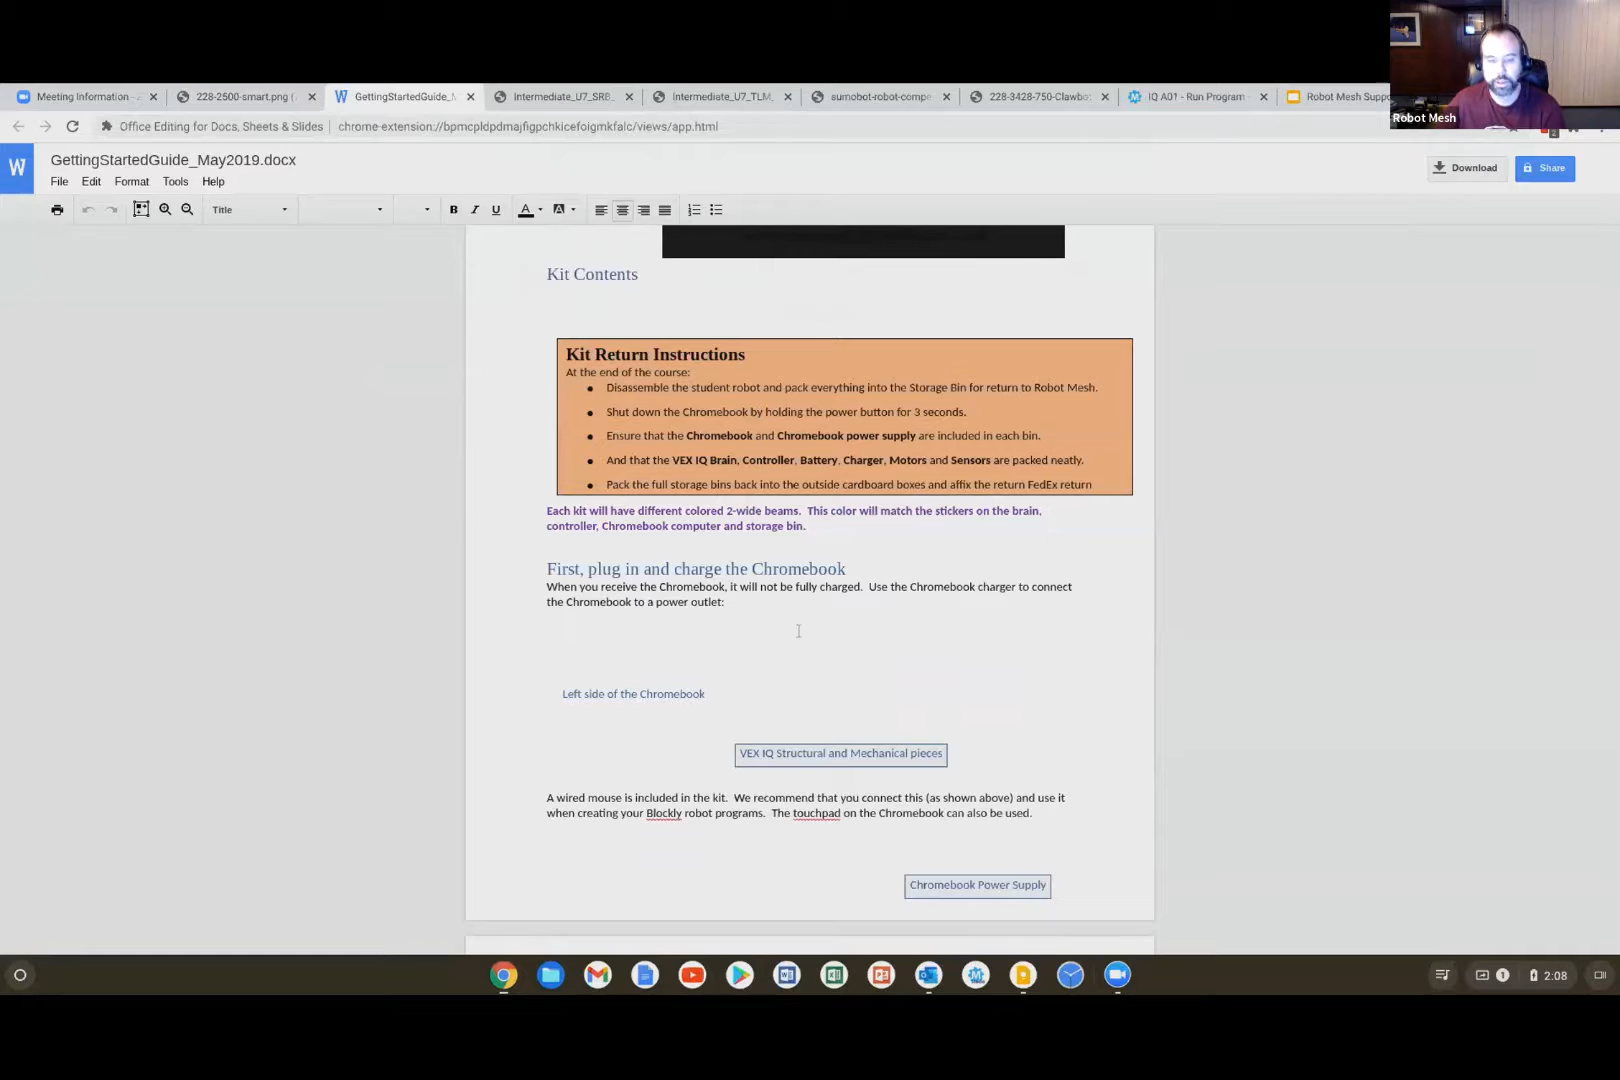 Robot Mesh
Meeting Information -
228-2500-smart.png (
GettingStartedGuide_
Intermediate_U7_SRB_
Intermediate_U7_TLM_
sumobot-robot-compe
228-3428-750-Clawbo
IQ A01 - Run Program -
Robot Mesh Suppo
Office Editing for Docs, Sheets & Slides
chrome-extension://bpmcpldpdmajfigpchkicefoigmkfalc/views/app.html
2
W
GettingStartedGuide_May2019.docx
File Edit Format Tools Help
Download
Share
Title
B I U A A
Kit Contents
Kit Return Instructions
At the end of the course:
● Disassemble the student robot and pack everything into the Storage Bin for return to Robot Mesh.
● Shut down the Chromebook by holding the power button for 3 seconds.
● Ensure that the Chromebook and Chromebook power supply are included in each bin.
● And that the VEX IQ Brain, Controller, Battery, Charger, Motors and Sensors are packed neatly.
● Pack the full storage bins back into the outside cardboard boxes and affix the return FedEx return
Each kit will have different colored 2-wide beams. This color will match the stickers on the brain,
controller, Chromebook computer and storage bin.
First, plug in and charge the Chromebook
When you receive the Chromebook, it will not be fully charged. Use the Chromebook charger to connect
the Chromebook to a power outlet:
Left side of the Chromebook
VEX IQ Structural and Mechanical pieces
A wired mouse is included in the kit. We recommend that you connect this (as shown above) and use it
when creating your Blockly robot programs. The touchpad on the Chromebook can also be used.
Chromebook Power Supply
1
2:08